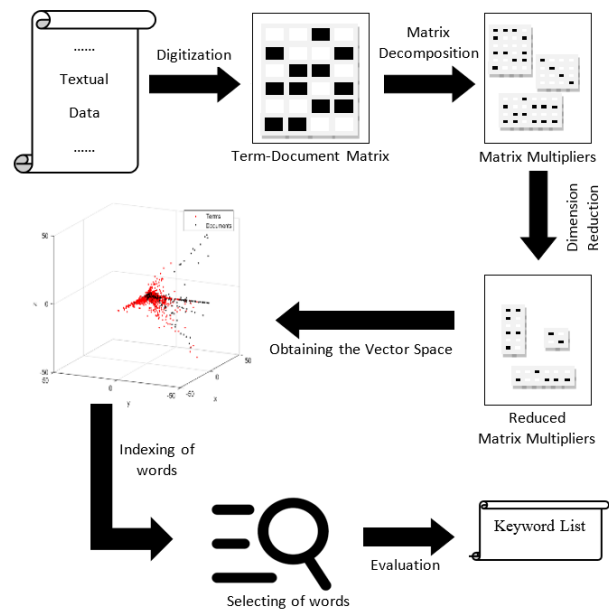 ......
Textual
Data
......
Digitization
Term-Document Matrix
Matrix
Decomposition
Matrix Multipliers
Dimension
Reduction
Reduced
Matrix Multipliers
Obtaining the Vector Space
Terms
Documents
50
0
-50
50
0
-50
y
-50
0
50
x
Indexing of
words
Selecting of words
Evaluation
Keyword List